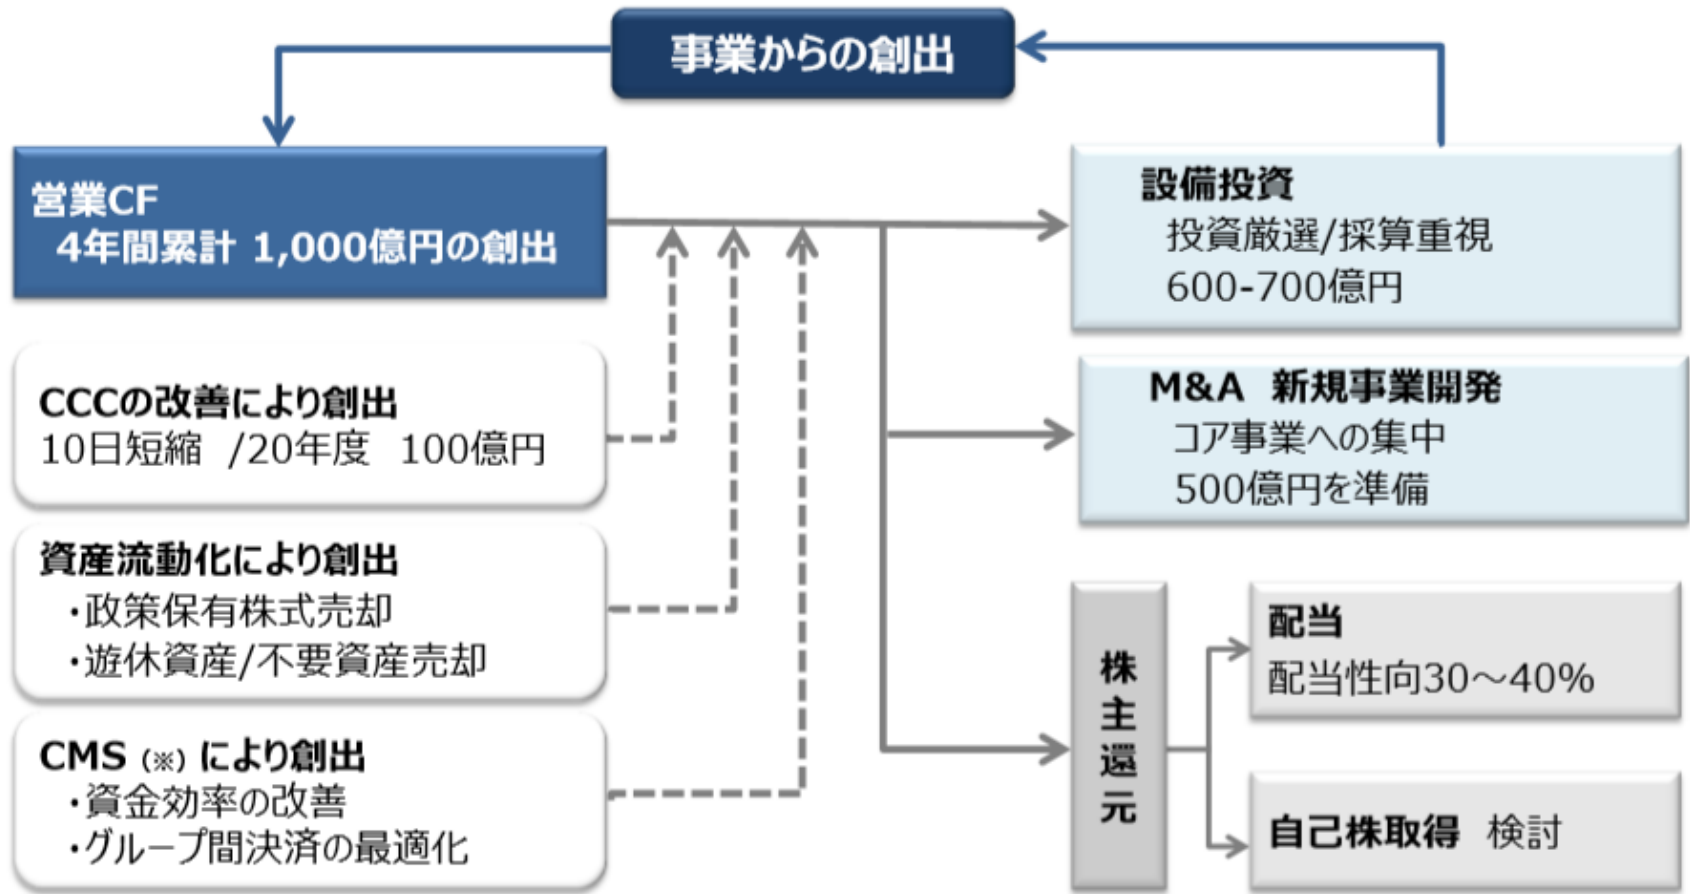 事業からの創出
営業CF
4年間累計 1,000億円の創出
CCCの改善により創出
10日短縮 /20年度 100億円
資産流動化により創出
・政策保有株式売却
・遊休資産/不要資産売却
CMS (※) により創出
・資金効率の改善
・グループ間決済の最適化
設備投資
投資厳選/採算重視
600-700億円
M&A 新規事業開発
コア事業への集中
500億円を準備
株主還元
配当
配当性向30～40%
自己株取得 検討